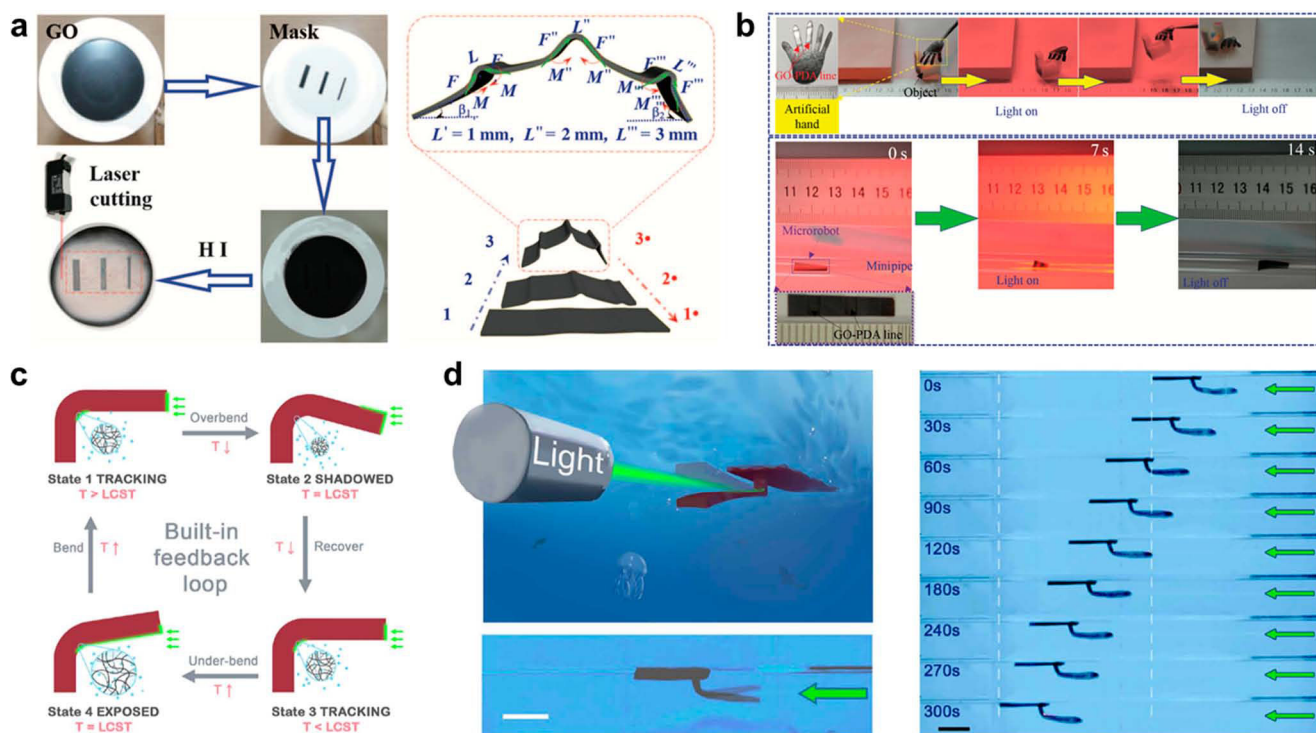 a
GO
Mask
Laser
cutting
H I
L"
F" F"
L
F F
M" M"
L'''
F'''
M M
M''' M'''
β1 β2
L' = 1 mm, L" = 2 mm, L''' = 3 mm
3 3•
2 2•
1 1•
b
GO-PDA line
Object
Artificial
hand
Light on
Light off
0 s
7 s
14 s
11 12 13 14 15 16
11 12 13 14 15 16
11 12 13 14 15 16
Microrobot
Minipipe
Light on
Light off
GO-PDA line
c
Overbend
T↓
State 1 TRACKING
T > LCST
State 2 SHADOWED
T = LCST
Bend
T↑
Built-in
feedback
loop
T↓
Recover
Under-bend
T↑
State 4 EXPOSED
T = LCST
State 3 TRACKING
T < LCST
d
Light
0s
30s
60s
90s
120s
180s
240s
270s
300s